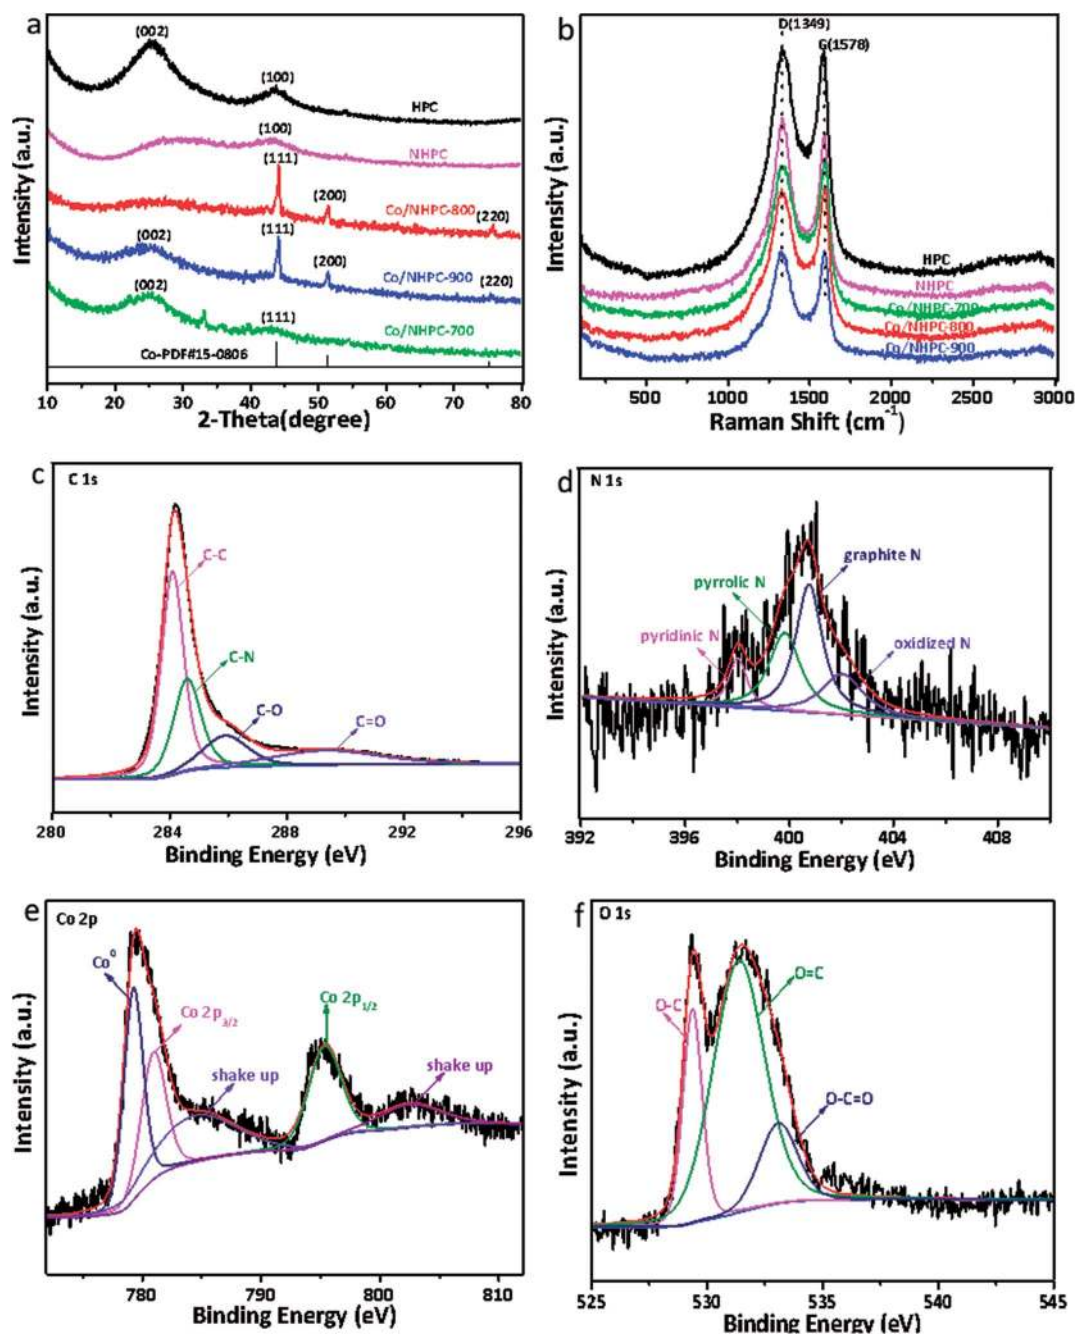 a
(002)
(100)
HPC
(100)
NHPC
(111)
(200)
Co/NHPC-800
(220)
(111)
(002)
(200)
Co/NHPC-900
(220)
(002)
(111)
Co/NHPC-700
Co-PDF#15-0806
Intensity (a.u.)
10 20 30 40 50 60 70 80
2-Theta(degree)
b
D(1349)
G(1578)
HPC
NHPC
Co/NHPC-700
Co/NHPC-800
Co/NHPC-900
Intensity (a.u.)
500 1000 1500 2000 2500 3000
Raman Shift (cm-1)
c
C 1s
C-C
C-N
C-O
C=O
Intensity (a.u.)
280 284 288 292 296
Binding Energy (eV)
d
N 1s
graphite N
pyrrolic N
pyridinic N
oxidized N
Intensity (a.u.)
392 396 400 404 408
Binding Energy (eV)
e
Co 2p
Co0
Co 2p3/2
shake up
Co 2p1/2
shake up
Intensity (a.u.)
780 790 800 810
Binding Energy (eV)
f
O 1s
O-C
O=C
O-C=O
Intensity (a.u.)
525 530 535 540 545
Binding Energy (eV)